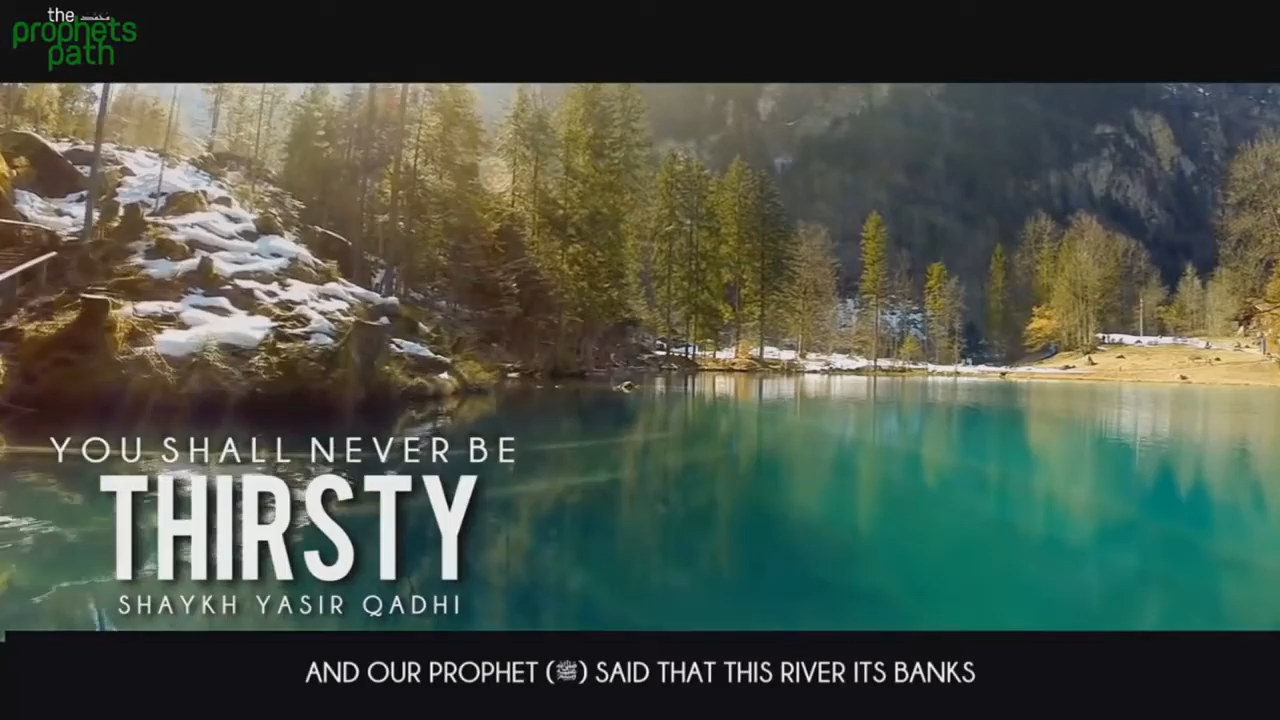 the
prophets
path
YOU SHALL NEVER BE
THIRSTY
SHAYKH YASIR QADHI
AND OUR PROPHET (ﷺ) SAID THAT THIS RIVER ITS BANKS